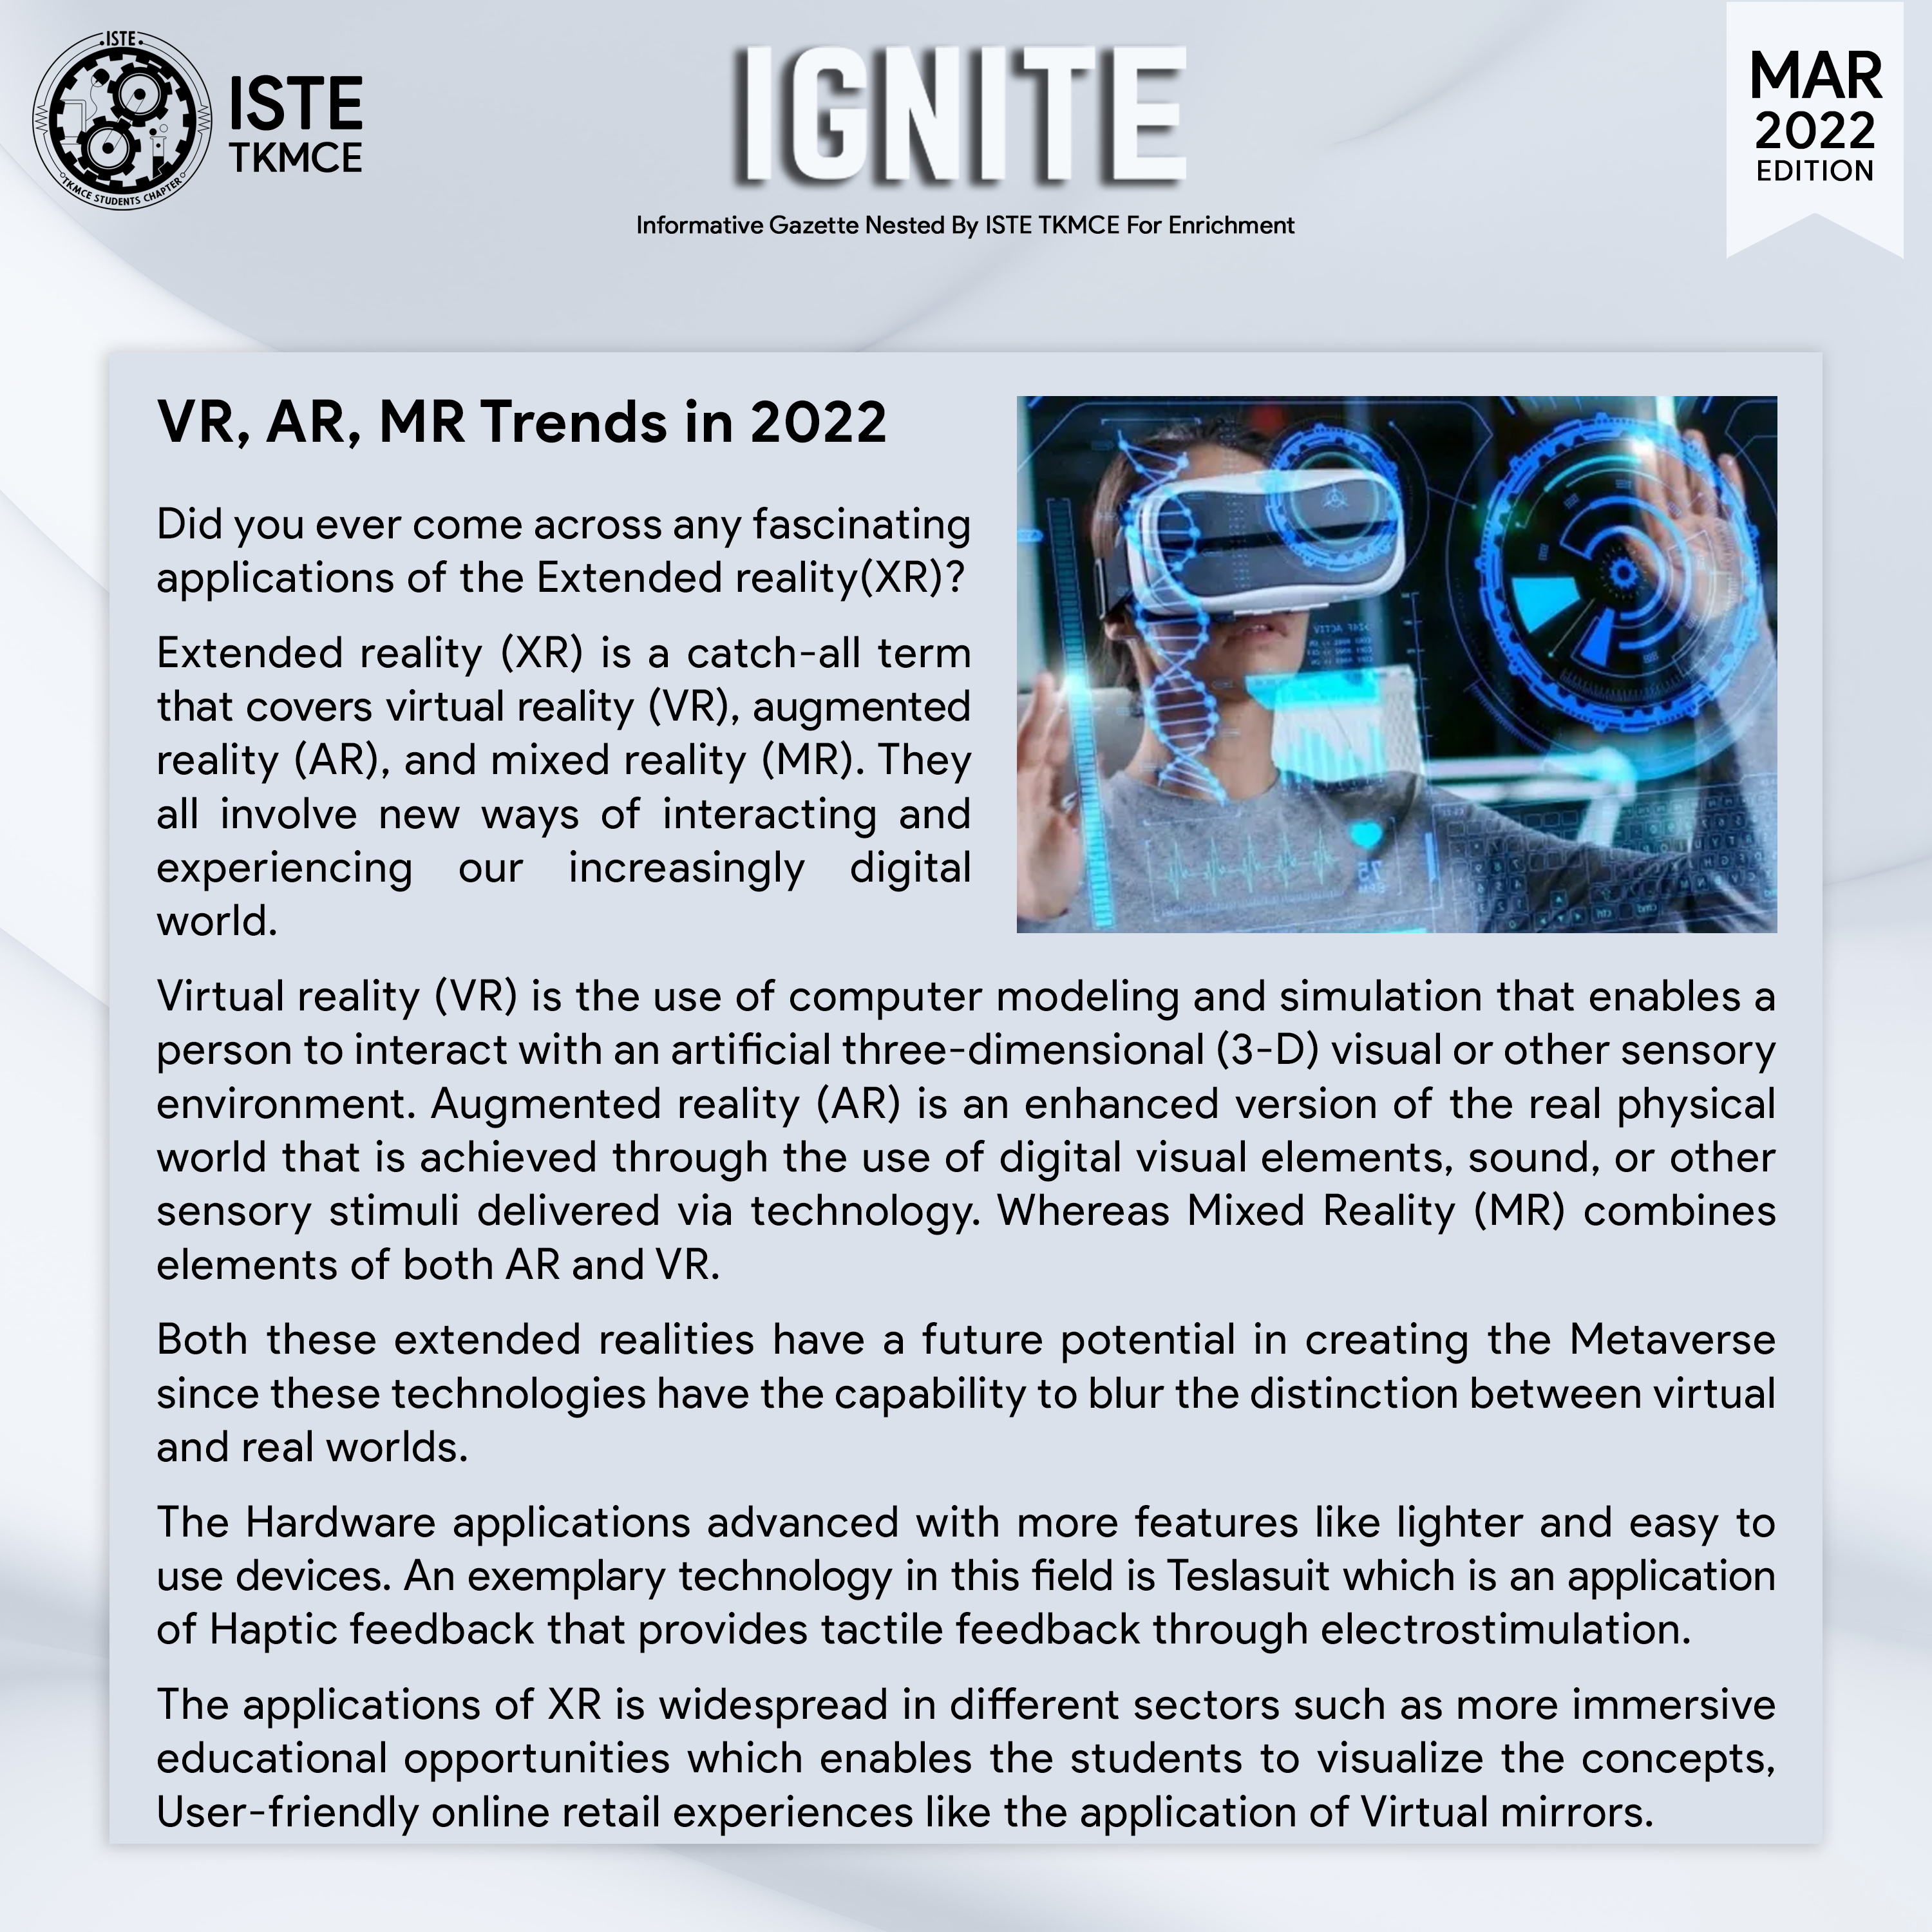 ISTE
TKMCE STUDENTS CHAPTER
ISTE
TKMCE
IGNITE
Informative Gazette Nested By ISTE TKMCE For Enrichment
MAR
2022
EDITION
VR, AR, MR Trends in 2022
Did you ever come across any fascinating
applications of the Extended reality(XR)?
Extended reality (XR) is a catch-all term
that covers virtual reality (VR), augmented
reality (AR), and mixed reality (MR). They
all involve new ways of interacting and
experiencing our increasingly digital
world.
Virtual reality (VR) is the use of computer modeling and simulation that enables a
person to interact with an artificial three-dimensional (3-D) visual or other sensory
environment. Augmented reality (AR) is an enhanced version of the real physical
world that is achieved through the use of digital visual elements, sound, or other
sensory stimuli delivered via technology. Whereas Mixed Reality (MR) combines
elements of both AR and VR.
Both these extended realities have a future potential in creating the Metaverse
since these technologies have the capability to blur the distinction between virtual
and real worlds.
The Hardware applications advanced with more features like lighter and easy to
use devices. An exemplary technology in this field is Teslasuit which is an application
of Haptic feedback that provides tactile feedback through electrostimulation.
The applications of XR is widespread in different sectors such as more immersive
educational opportunities which enables the students to visualize the concepts,
User-friendly online retail experiences like the application of Virtual mirrors.